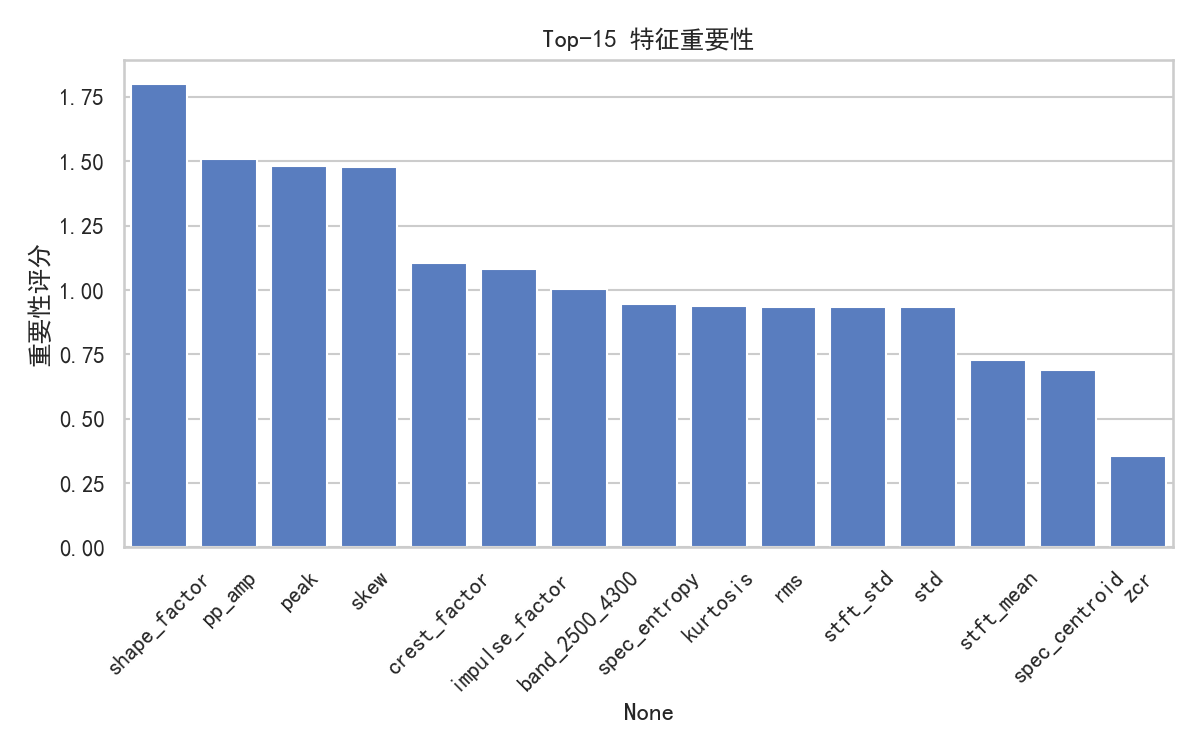 Top-15 特征重要性
重要性评分
1.75
1.50
1.25
1.00
0.75
0.50
0.25
0.00
shape_factor
pp_amp
peak
skew
crest_factor
impulse_factor
band_2500_4300
spec_entropy
kurtosis
rms
stft_std
std
stft_mean
spec_centroid
zcr
None